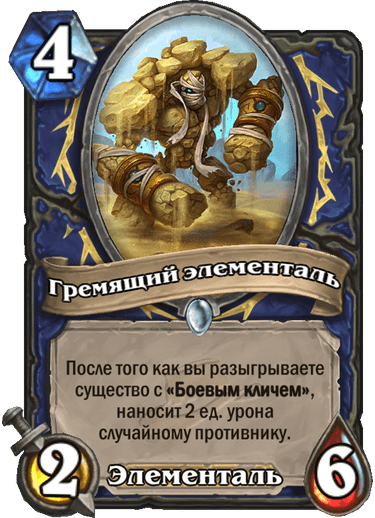 4
Гремящий элементаль
После того как вы разыгрываете
существо с «Боевым кличем»,
наносит 2 ед. урона
случайному противнику.
2 Элементаль 6